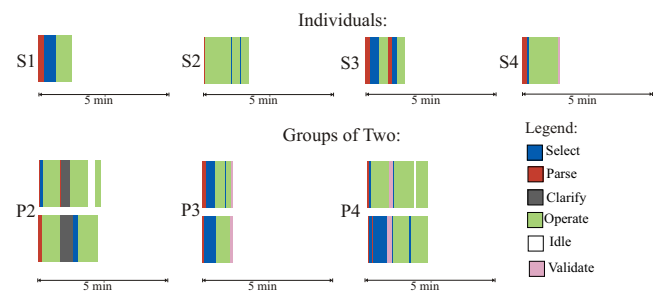 Individuals:
S1
S2
S3
S4
5 min
5 min
5 min
5 min
Groups of Two:
P2
P3
P4
5 min
5 min
5 min
Legend:
Select
Parse
Clarify
Operate
Idle
Validate